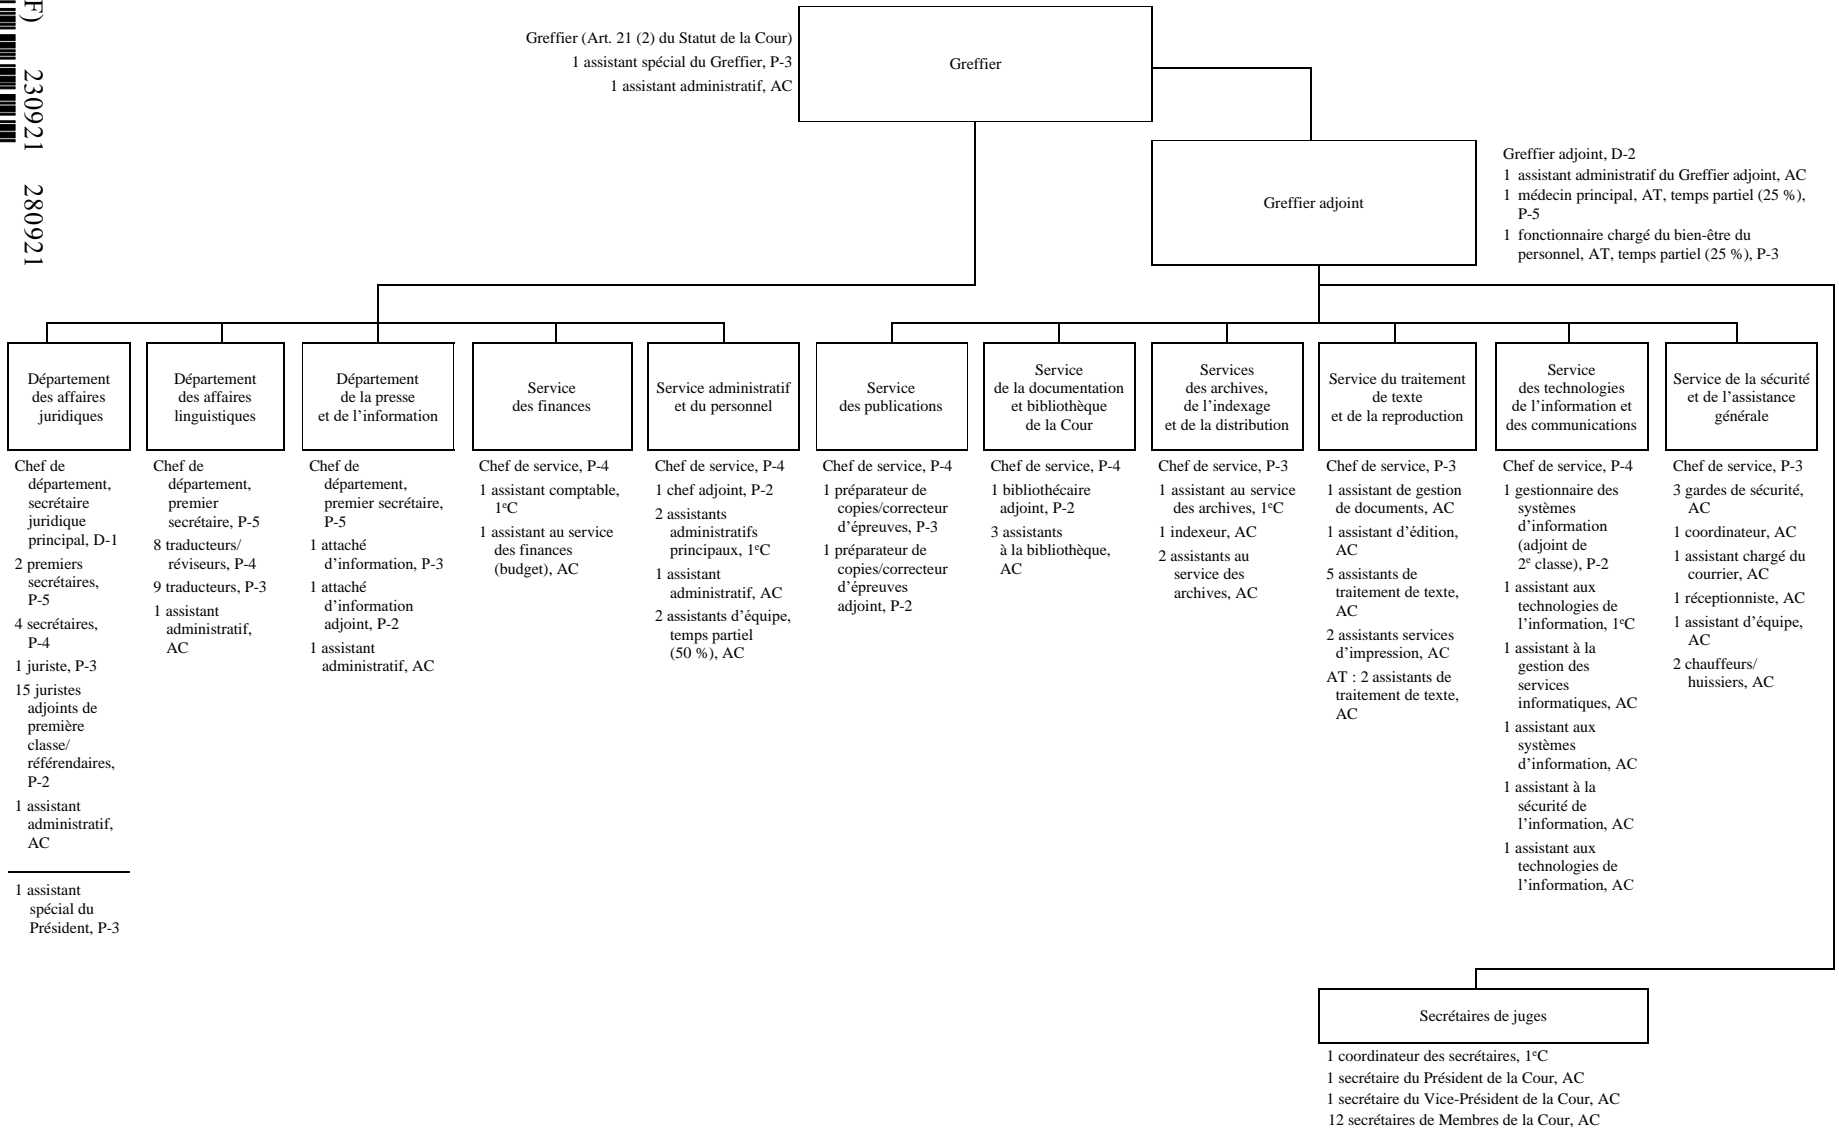 F)
230921
280921
Greffier (Art. 21 (2) du Statut de la Cour)
1 assistant spécial du Greffier, P-3
1 assistant administratif, AC
Greffier
Greffier adjoint
Greffier adjoint, D-2
1 assistant administratif du Greffier adjoint, AC
1 médecin principal, AT, temps partiel (25 %),
P-5
1 fonctionnaire chargé du bien-être du
personnel, AT, temps partiel (25 %), P-3
Département
des affaires
juridiques
Chef de
département,
secrétaire
juridique
principal, D-1
2 premiers
secrétaires,
P-5
4 secrétaires,
P-4
1 juriste, P-3
15 juristes
adjoints de
première
classe/
référendaires,
P-2
1 assistant
administratif,
AC
1 assistant
spécial du
Président, P-3
Département
des affaires
linguistiques
Chef de
département,
premier
secrétaire, P-5
8 traducteurs/
réviseurs, P-4
9 traducteurs, P-3
1 assistant
administratif,
AC
Département
de la presse
et de l’information
Chef de
département,
premier secrétaire,
P-5
1 attaché
d’information, P-3
1 attaché
d’information
adjoint, P-2
1 assistant
administratif, AC
Service
des finances
Chef de service, P-4
1 assistant comptable,
1ᵉC
1 assistant au service
des finances
(budget), AC
Service administratif
et du personnel
Chef de service, P-4
1 chef adjoint, P-2
2 assistants
administratifs
principaux, 1ᵉC
1 assistant
administratif, AC
2 assistants d’équipe,
temps partiel
(50 %), AC
Service
des publications
Chef de service, P-4
1 préparateur de
copies/correcteur
d’épreuves, P-3
1 préparateur de
copies/correcteur
d’épreuves
adjoint, P-2
Service
de la documentation
et bibliothèque
de la Cour
Chef de service, P-4
1 bibliothécaire
adjoint, P-2
3 assistants
à la bibliothèque,
AC
Services
des archives,
de l’indexage
et de la distribution
Chef de service, P-3
1 assistant au service
des archives, 1ᵉC
1 indexeur, AC
2 assistants au
service des
archives, AC
Service du traitement
de texte
et de la reproduction
Chef de service, P-3
1 assistant de gestion
de documents, AC
1 assistant d’édition,
AC
5 assistants de
traitement de texte,
AC
2 assistants services
d’impression, AC
AT : 2 assistants de
traitement de texte,
AC
Service
des technologies
de l’information et
des communications
Chef de service, P-4
1 gestionnaire des
systèmes
d’information
(adjoint de
2ᵉ classe), P-2
1 assistant aux
technologies de
l’information, 1ᵉC
1 assistant à la
gestion des
services
informatiques, AC
1 assistant aux
systèmes
d’information, AC
1 assistant à la
sécurité de
l’information, AC
1 assistant aux
technologies de
l’information, AC
Service de la sécurité
et de l’assistance
générale
Chef de service, P-3
3 gardes de sécurité,
AC
1 coordinateur, AC
1 assistant chargé du
courrier, AC
1 réceptionniste, AC
1 assistant d’équipe,
AC
2 chauffeurs/
huissiers, AC
Secrétaires de juges
1 coordinateur des secrétaires, 1ᵉC
1 secrétaire du Président de la Cour, AC
1 secrétaire du Vice-Président de la Cour, AC
12 secrétaires de Membres de la Cour, AC